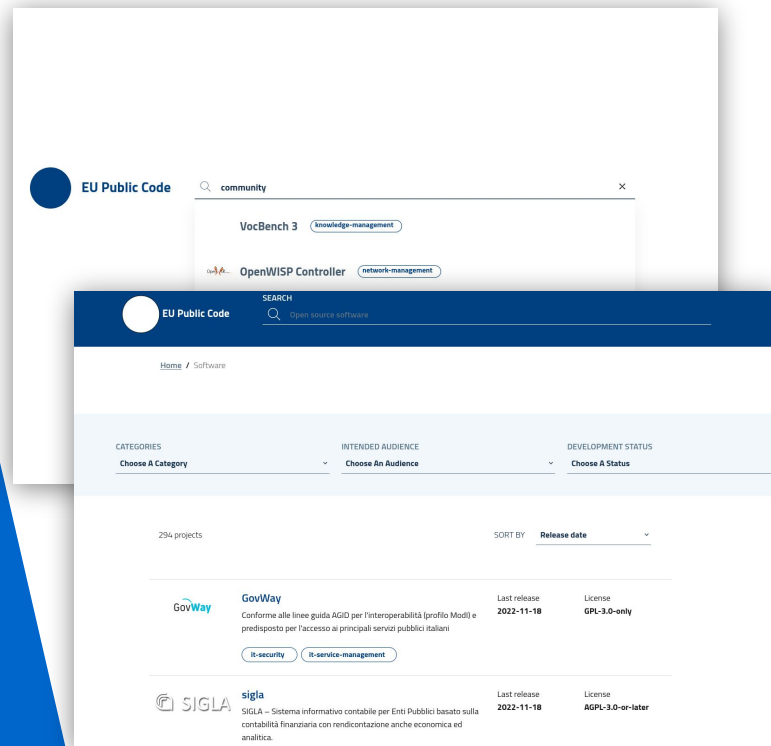 EU Public Code
community ×
VocBench 3 knowledge-management
OpenWISP Controller network-management
EU Public Code
SEARCH
Open source software
Home / Software
CATEGORIES INTENDED AUDIENCE DEVELOPMENT STATUS
Choose A Category Choose An Audience Choose A Status
294 projects SORT BY Release date
GovWay
GovWay Last release License
Conforme alle linee guida AGID per l'interoperabilità (profilo ModI) e 2022-11-18 GPL-3.0-only
predisposto per l'accesso ai principali servizi pubblici italiani
it-security it-service-management
SIGLA
sigla Last release License
SIGLA – Sistema informativo contabile per Enti Pubblici basato sulla 2022-11-18 AGPL-3.0-or-later
contabilità finanziaria con rendicontazione anche economica ed
analitica.